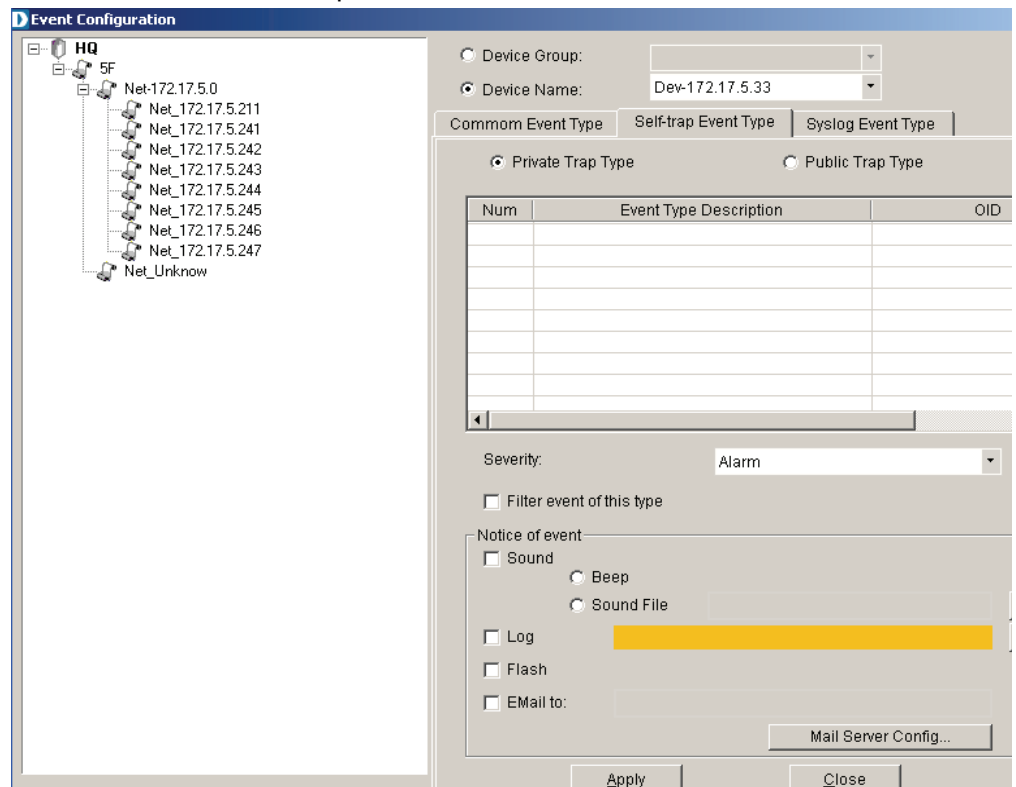 Event Configuration
HQ
5F
Net-172.17.5.0
Net_172.17.5.211
Net_172.17.5.241
Net_172.17.5.242
Net_172.17.5.243
Net_172.17.5.244
Net_172.17.5.245
Net_172.17.5.246
Net_172.17.5.247
Net_Unknow
Device Group:
Device Name: Dev-172.17.5.33
Commom Event Type Self-trap Event Type Syslog Event Type
Private Trap Type Public Trap Type
Num Event Type Description OID
Severity: Alarm
Filter event of this type
Notice of event
Sound
Beep
Sound File
Log
Flash
EMail to:
Mail Server Config...
Apply Close